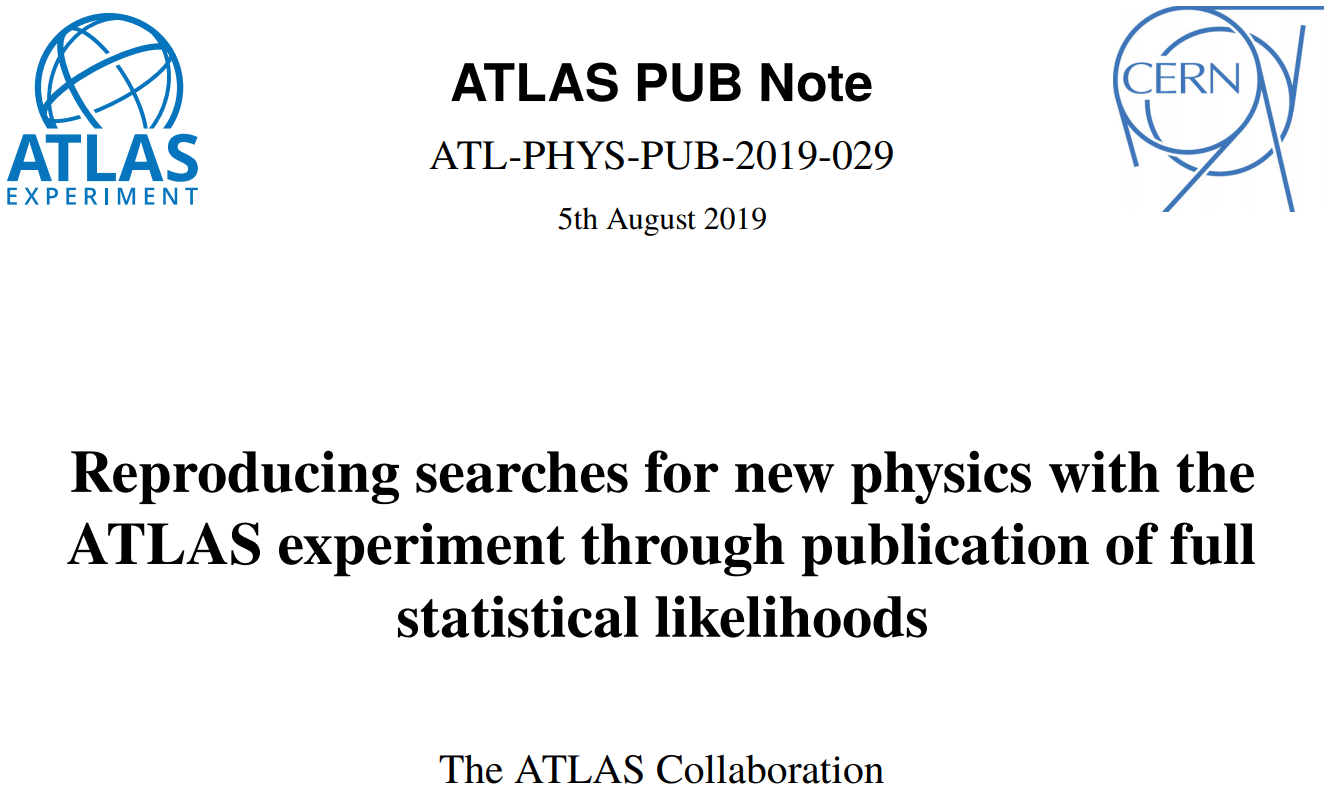 ATLAS
EXPERIMENT
ATLAS PUB Note
ATL-PHYS-PUB-2019-029
5th August 2019
CERN
Reproducing searches for new physics with the
ATLAS experiment through publication of full
statistical likelihoods
The ATLAS Collaboration